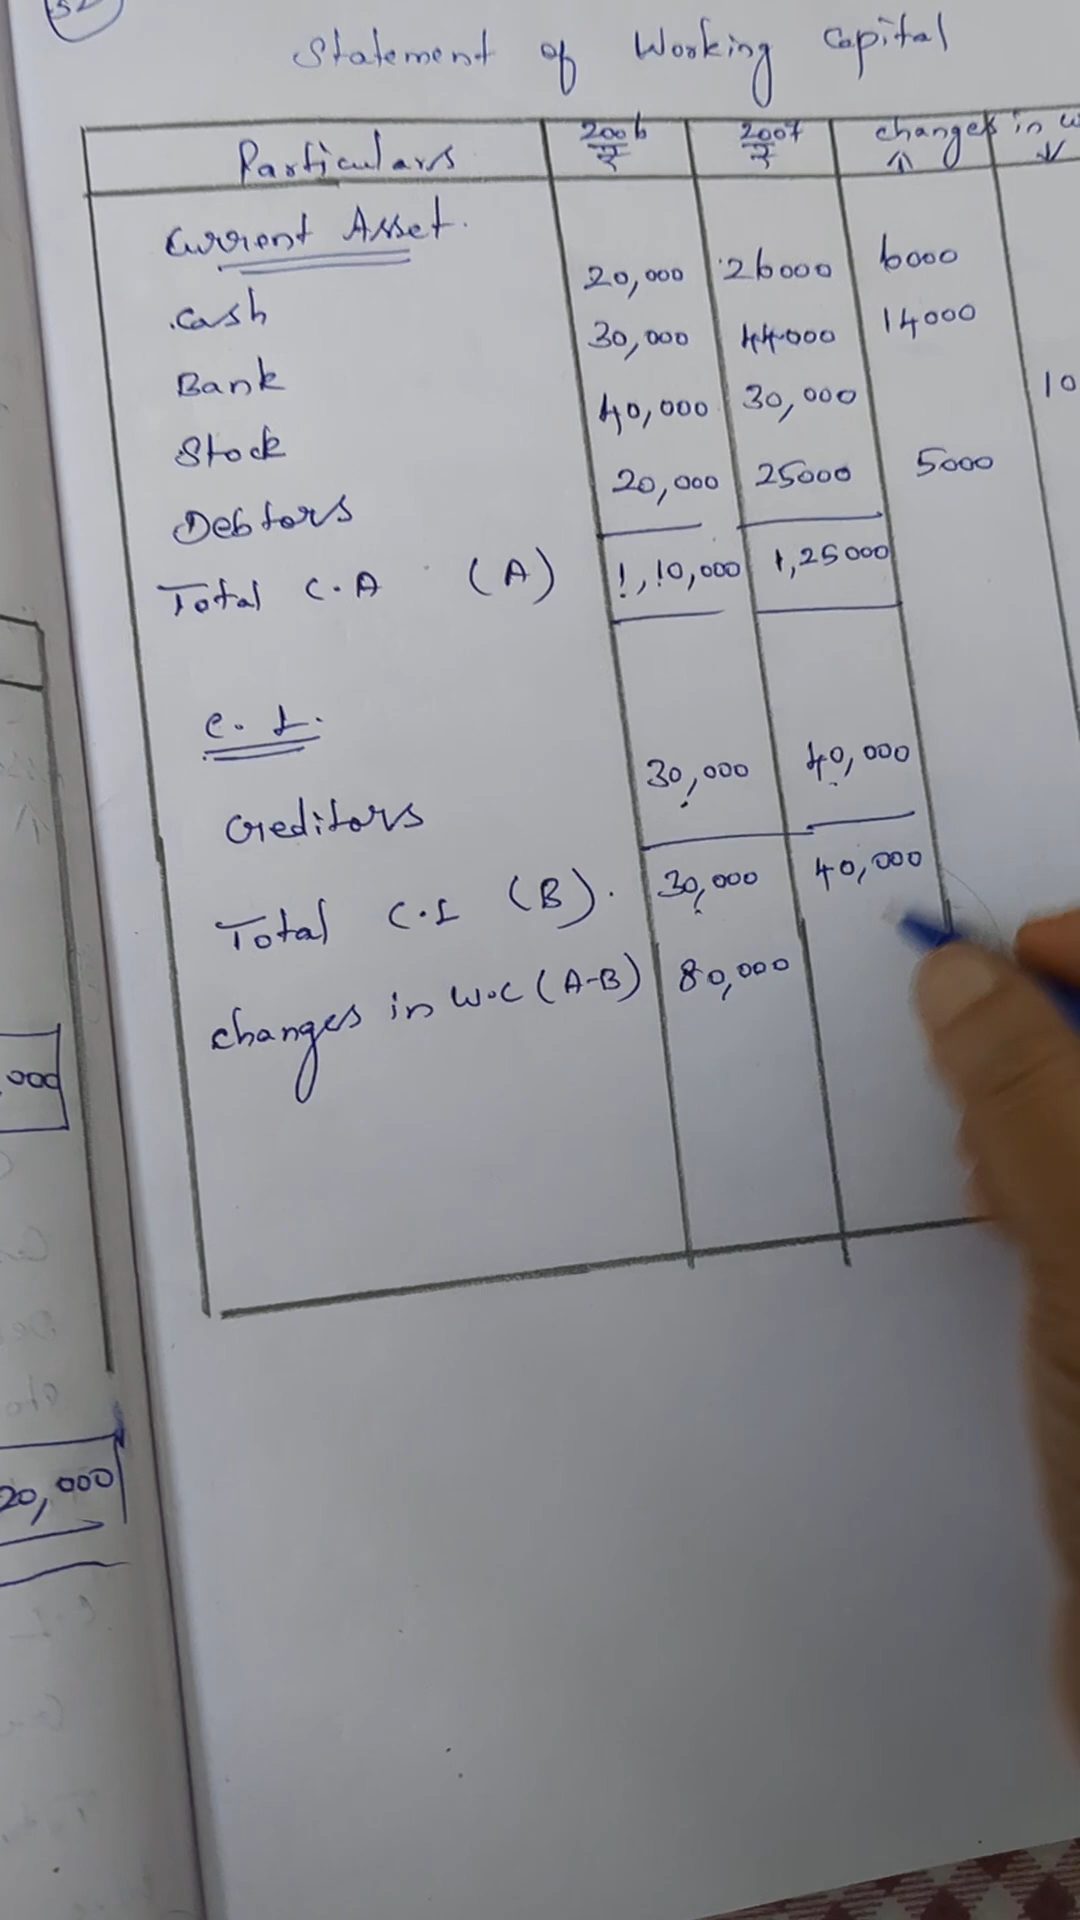 Statement of Working Capital
Particulars 2006 ₹ 2007 ₹ changes in ↑ ↓
Current Asset.
Cash 20,000 26000 6000
Bank 30,000 44000 14000
Stock 40,000 30,000 10
Debtors 20,000 25000 5000
Total C.A (A) 1,10,000 1,25000
C.L.
Creditors 30,000 40,000
Total C.L (B). 30,000 40,000
changes in W.C (A-B) 80,000
000
20,000